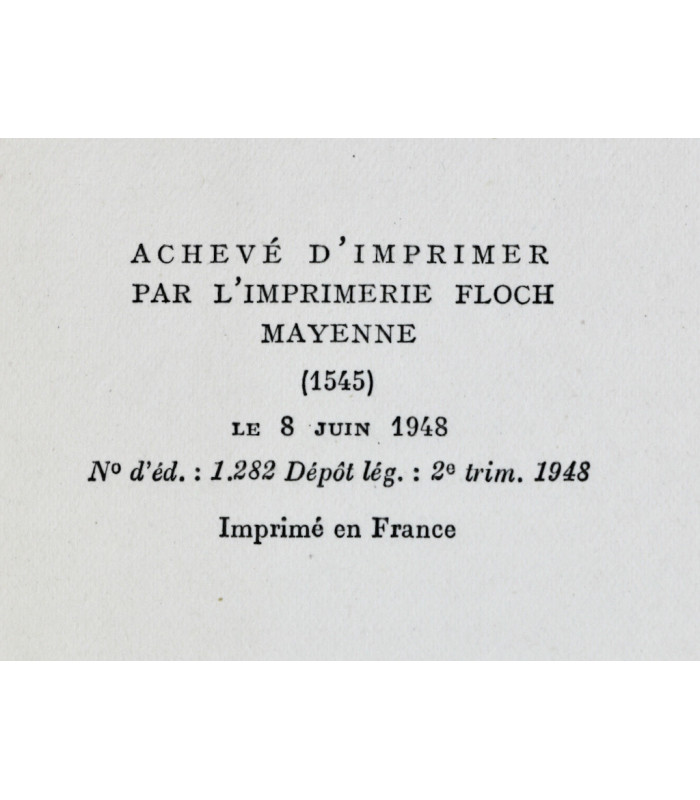 ACHEVÉ D'IMPRIMER
PAR L'IMPRIMERIE FLOCH
MAYENNE
(1545)
LE 8 JUIN 1948
Nº d'éd. : 1.282 Dépôt lég. : 2e trim. 1948
Imprimé en France